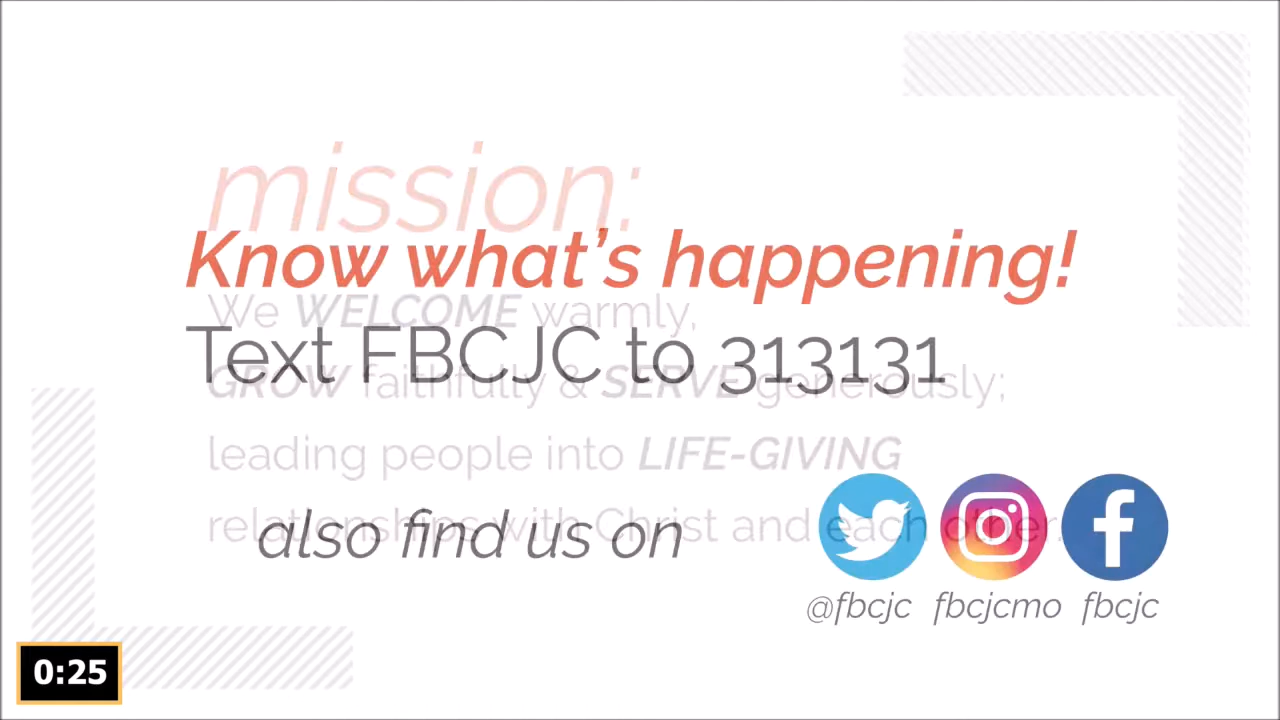 mission:
Know what's happening!
We WELCOME warmly,
Text FBCJC to 313131
GROW faithfully & SERVE generously;
leading people into LIFE-GIVING
relationships with Christ and each other.
also find us on
@fbcjc fbcjcmo fbcjc
0:25